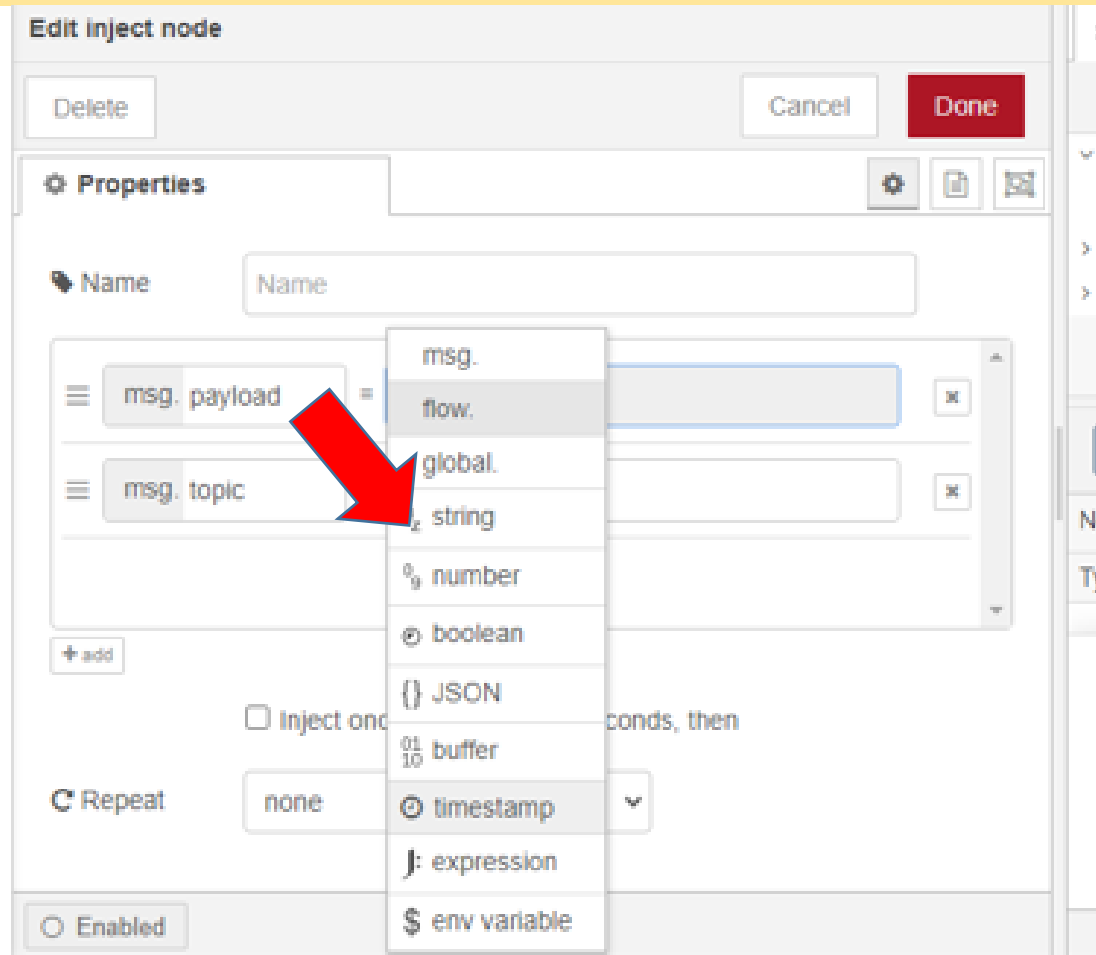 Edit inject node
Delete
Cancel
Done
Properties
Name
Name
msg. payload
=
msg. topic
msg.
flow.
global.
string
number
boolean
JSON
buffer
timestamp
expression
env variable
add
Inject onc
conds, then
Repeat
none
Enabled